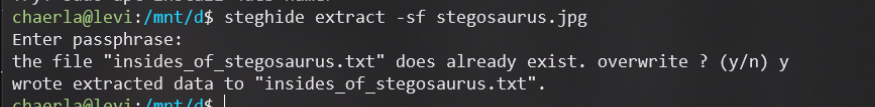 chaerla@levi:/mnt/d$ steghide extract -sf stegosaurus.jpg
Enter passphrase:
the file "insides_of_stegosaurus.txt" does already exist. overwrite ? (y/n) y
wrote extracted data to "insides_of_stegosaurus.txt".
chaerla@levi:/mnt/d$